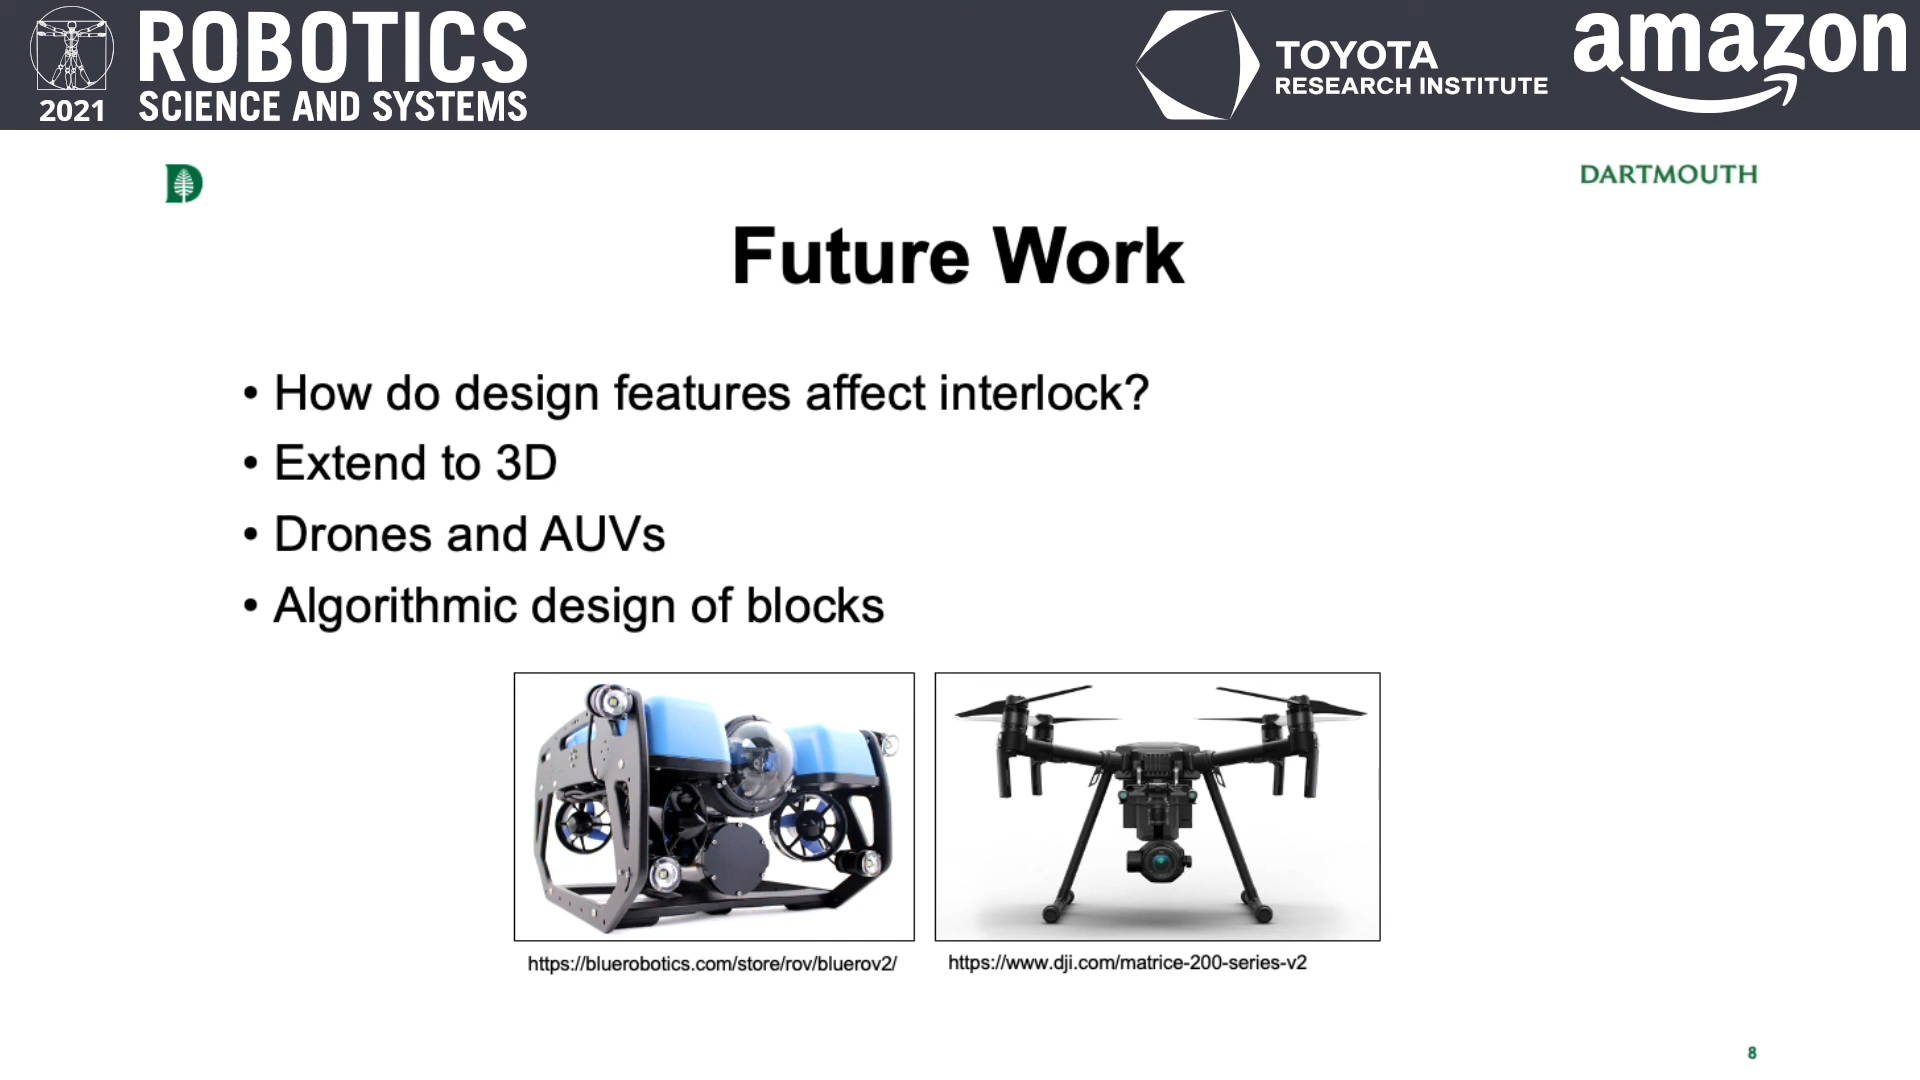 ROBOTICS
SCIENCE AND SYSTEMS
2021
TOYOTA
RESEARCH INSTITUTE
amazon
D
DARTMOUTH
Future Work
• How do design features affect interlock?
• Extend to 3D
• Drones and AUVs
• Algorithmic design of blocks
https://bluerobotics.com/store/rov/bluerov2/
https://www.dji.com/matrice-200-series-v2
8